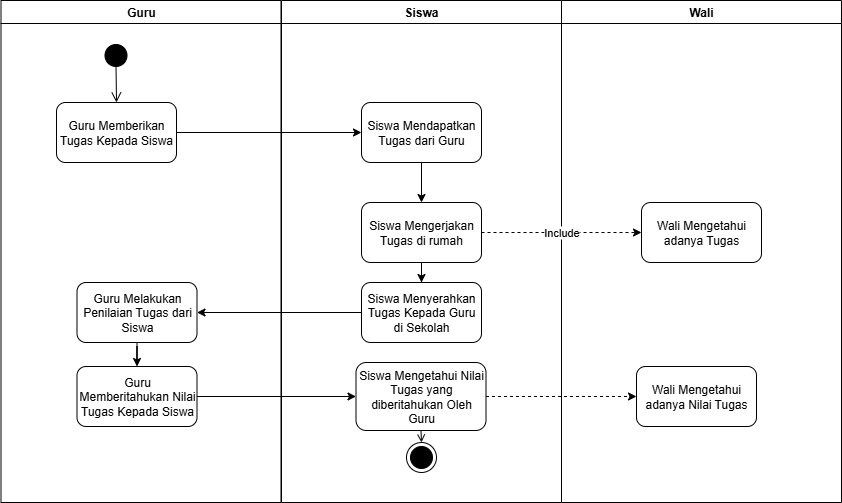 Guru
Siswa
Wali
Guru Memberikan
Tugas Kepada Siswa
Siswa Mendapatkan
Tugas dari Guru
Siswa Mengerjakan
Tugas di rumah
Include
Wali Mengetahui
adanya Tugas
Guru Melakukan
Penilaian Tugas dari
Siswa
Siswa Menyerahkan
Tugas Kepada Guru
di Sekolah
Guru
Memberitahukan Nilai
Tugas Kepada Siswa
Siswa Mengetahui Nilai
Tugas yang
diberitahukan Oleh
Guru
Wali Mengetahui
adanya Nilai Tugas